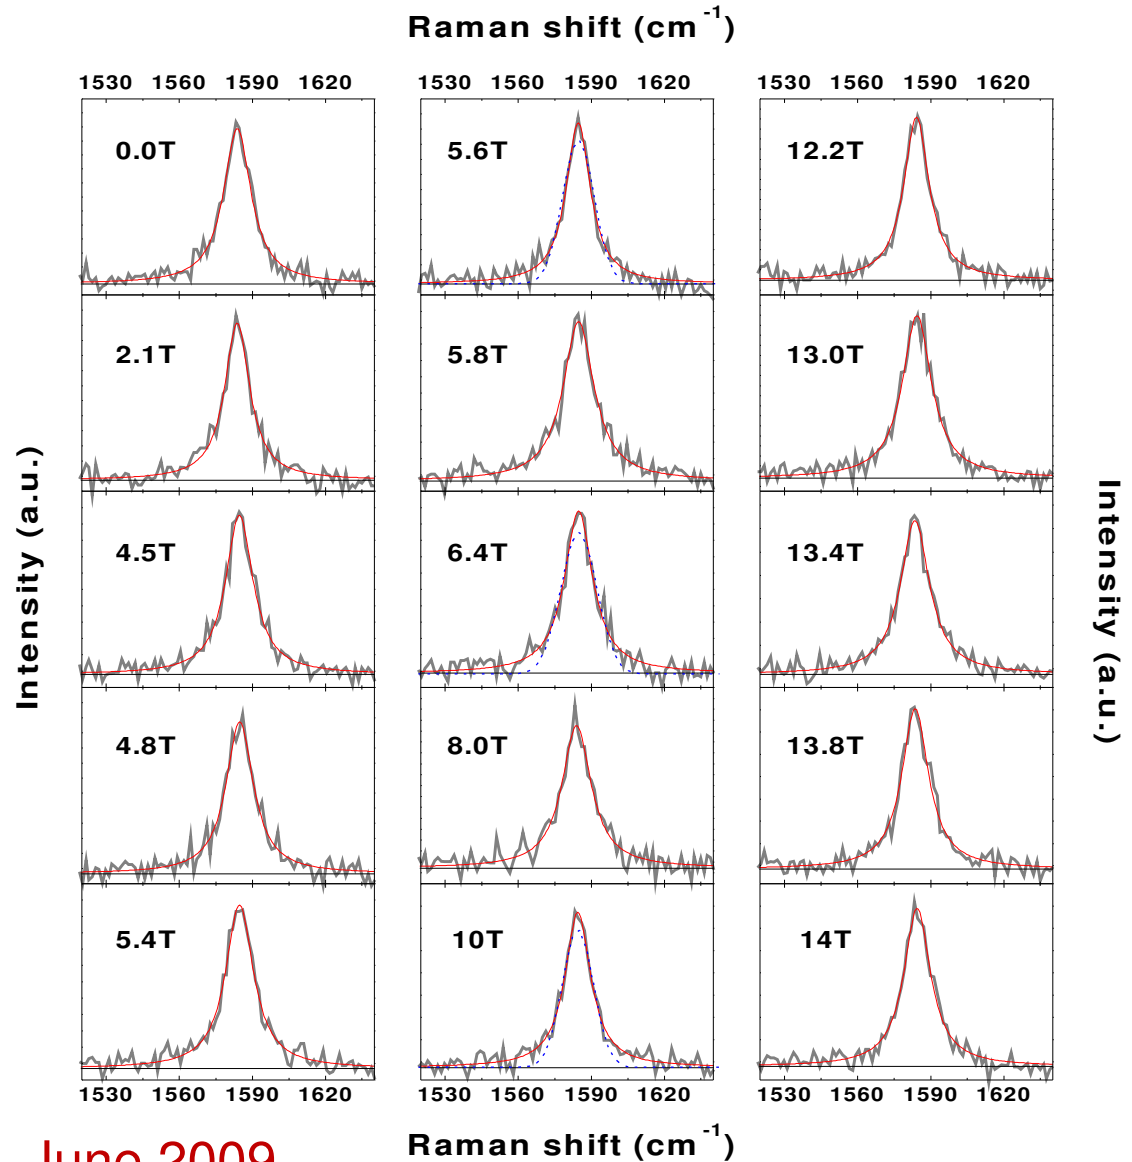 Raman shift (cm⁻¹)
1530 1560 1590 1620 1530 1560 1590 1620 1530 1560 1590 1620
0.0T 5.6T 12.2T
2.1T 5.8T 13.0T
4.5T 6.4T 13.4T
4.8T 8.0T 13.8T
5.4T 10T 14T
Intensity (a.u.)
Intensity (a.u.)
1530 1560 1590 1620 1530 1560 1590 1620 1530 1560 1590 1620
Raman shift (cm⁻¹)
June 2009